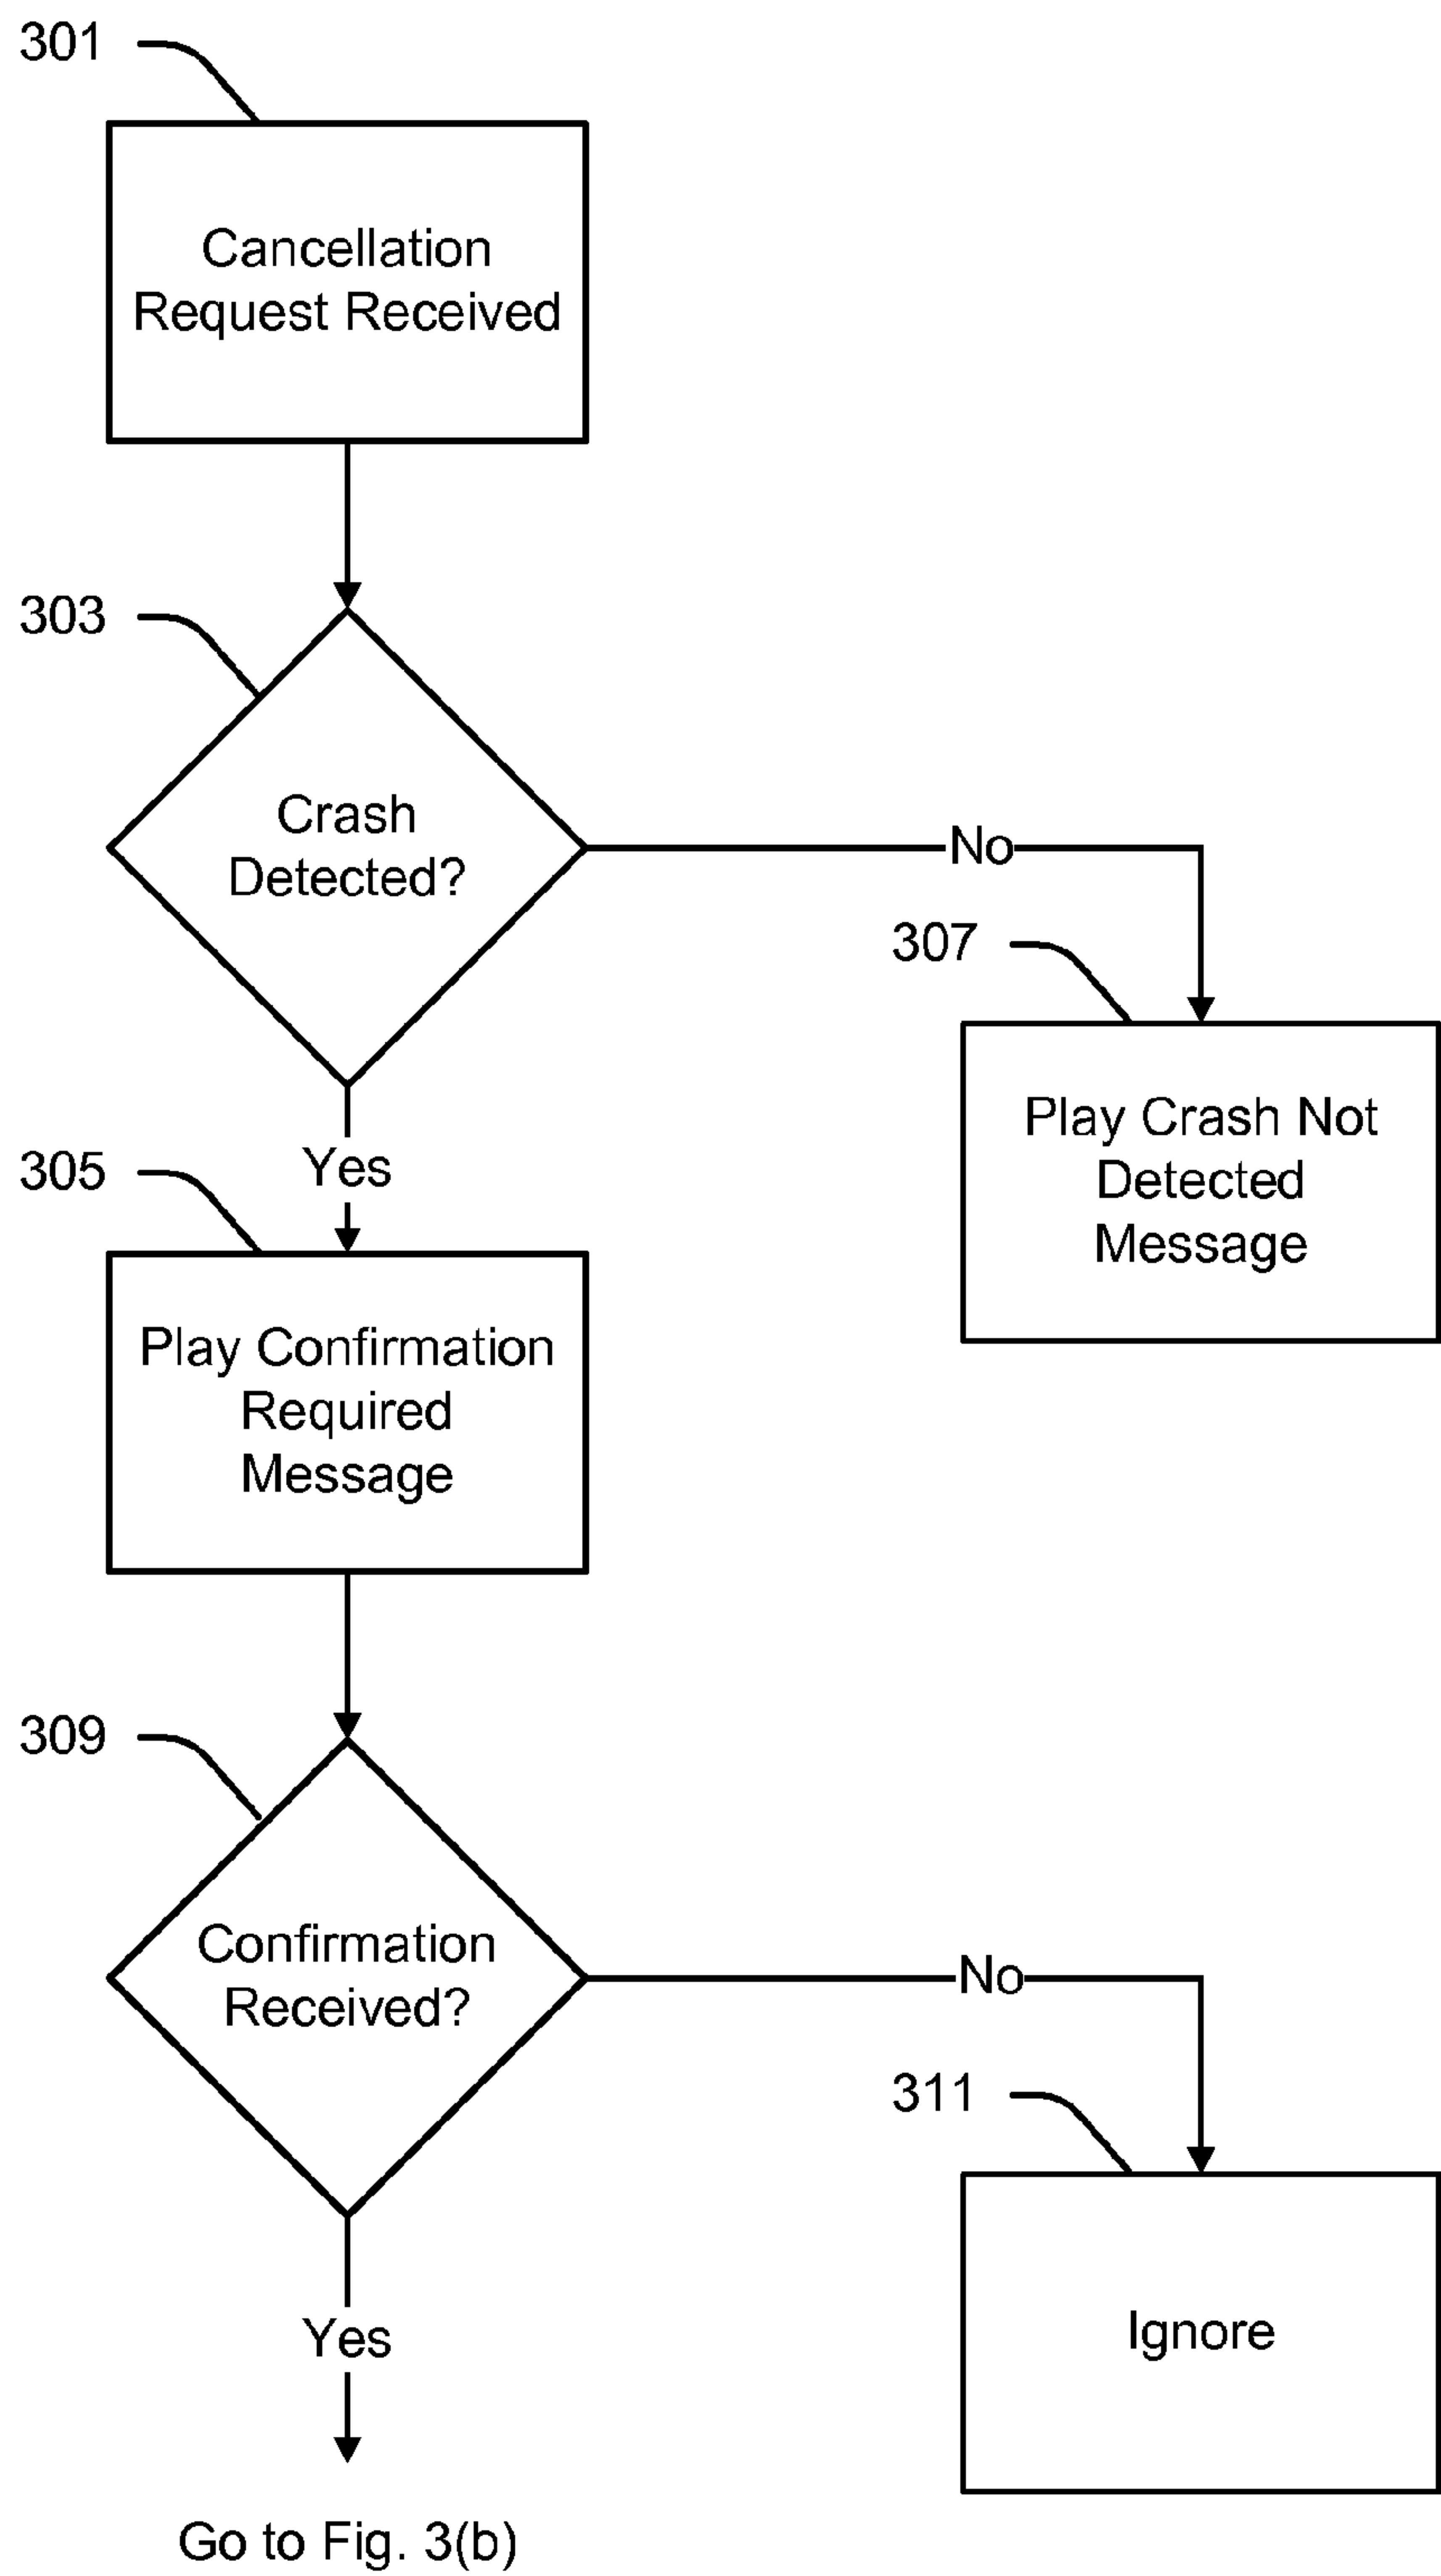 301
Cancellation
Request Received
303
Crash
Detected?
No
307
Play Crash Not
Detected
Message
Yes
305
Play Confirmation
Required
Message
309
Confirmation
Received?
No
311
Ignore
Yes
Go to Fig. 3(b)